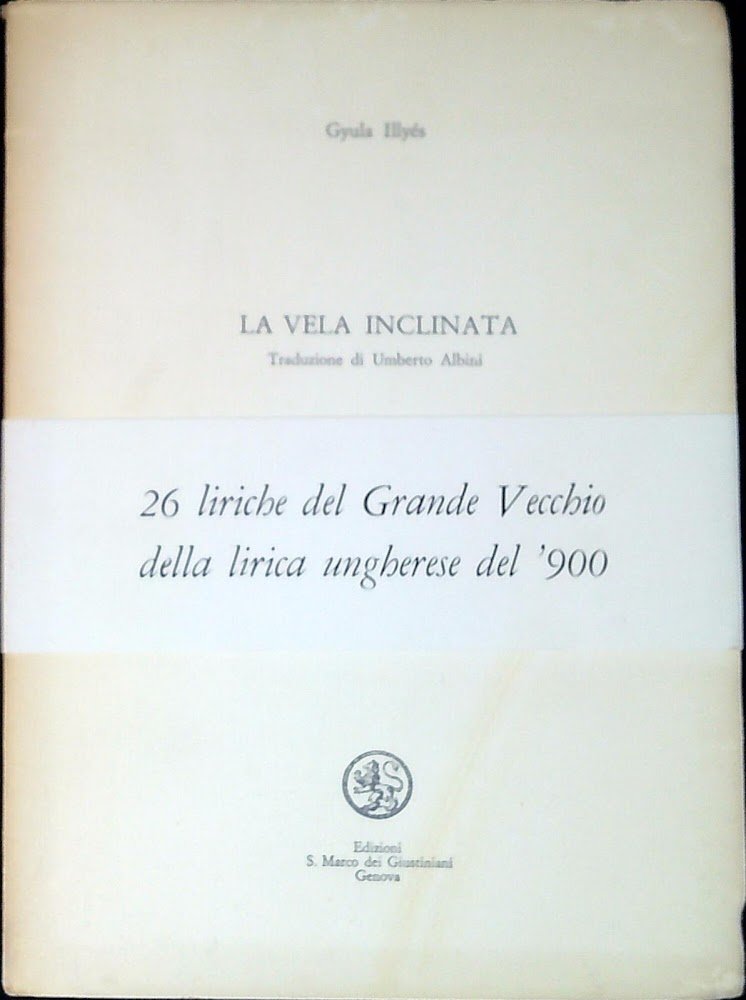 Gyula Illyés
LA VELA INCLINATA
Traduzione di Umberto Albini
26 liriche del Grande Vecchio
della lirica ungherese del '900
Edizioni
S. Marco dei Giustiniani
Genova